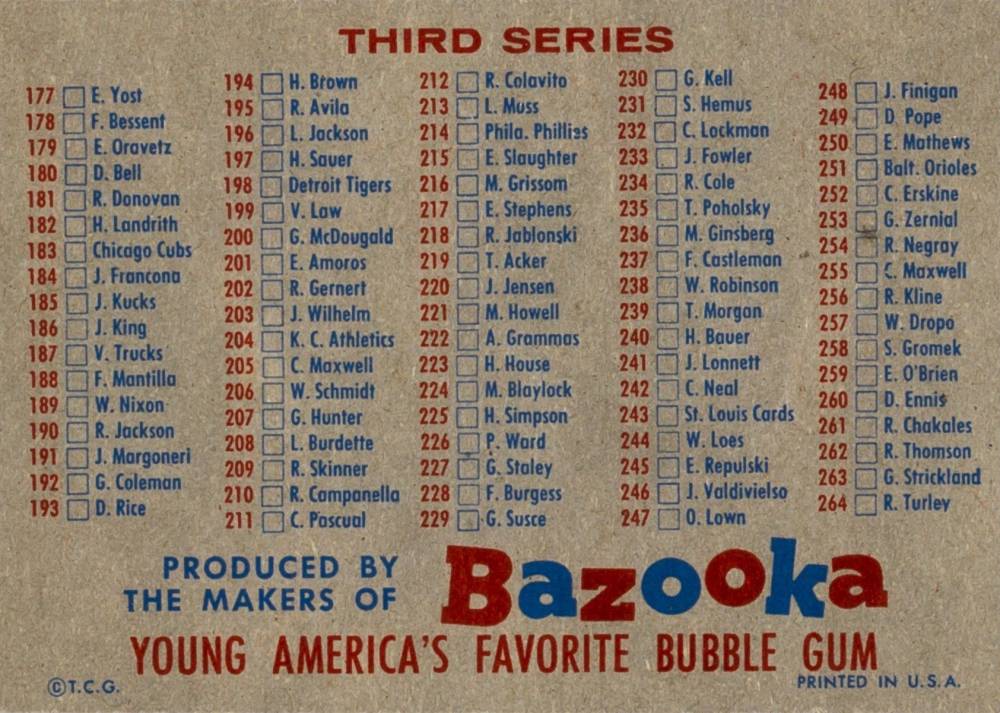 THIRD SERIES
177 E. Yost
178 F. Bessent
179 E. Oravetz
180 D. Bell
181 R. Donovan
182 H. Landrith
183 Chicago Cubs
184 J. Francona
185 J. Kucks
186 J. King
187 V. Trucks
188 F. Mantilla
189 W. Nixon
190 R. Jackson
191 J. Margoneri
192 G. Coleman
193 D. Rice
194 H. Brown
195 R. Avila
196 L. Jackson
197 H. Sauer
198 Detroit Tigers
199 V. Law
200 G. McDougald
201 E. Amoros
202 R. Gernert
203 J. Wilhelm
204 K. C. Athletics
205 C. Maxwell
206 W. Schmidt
207 G. Hunter
208 L. Burdette
209 R. Skinner
210 R. Campanella
211 C. Pascual
212 R. Colavito
213 L. Moss
214 Phila. Phillies
215 E. Slaughter
216 M. Grissom
217 E. Stephens
218 R. Jablonski
219 T. Acker
220 J. Jensen
221 M. Howell
222 A. Grammas
223 H. House
224 M. Blaylock
225 H. Simpson
226 P. Ward
227 G. Staley
228 F. Burgess
229 G. Susce
230 G. Kell
231 S. Hemus
232 C. Lockman
233 J. Fowler
234 R. Cole
235 T. Poholsky
236 M. Ginsberg
237 F. Castleman
238 W. Robinson
239 T. Morgan
240 H. Bauer
241 J. Lonnett
242 C. Neal
243 St. Louis Cards
244 W. Loes
245 E. Repulski
246 J. Valdivielso
247 O. Lown
248 J. Finigan
249 D. Pope
250 E. Mathews
251 Balt. Orioles
252 C. Erskine
253 G. Zernial
254 R. Negray
255 C. Maxwell
256 R. Kline
257 W. Dropo
258 S. Gromek
259 E. O'Brien
260 D. Ennis
261 R. Chakales
262 R. Thomson
263 G. Strickland
264 R. Turley
PRODUCED BY
THE MAKERS OF
Bazooka
YOUNG AMERICA'S FAVORITE BUBBLE GUM
© T.C.G.
PRINTED IN U.S.A.